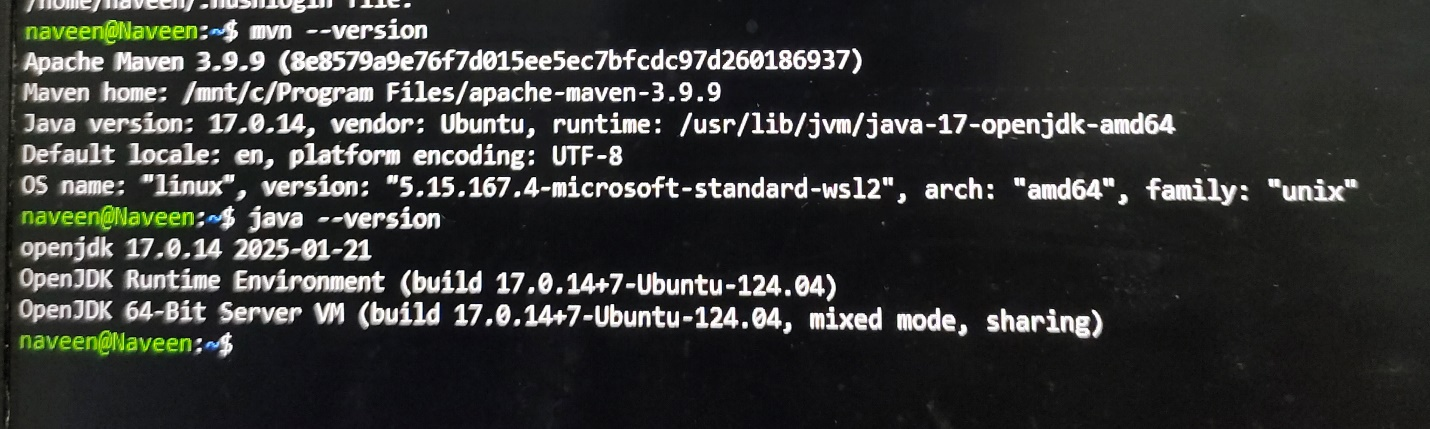 /home/naveen/.hushlogin file.
naveen@Naveen:~$ mvn --version
Apache Maven 3.9.9 (8e8579a9e76f7d015ee5ec7bfcdc97d260186937)
Maven home: /mnt/c/Program Files/apache-maven-3.9.9
Java version: 17.0.14, vendor: Ubuntu, runtime: /usr/lib/jvm/java-17-openjdk-amd64
Default locale: en, platform encoding: UTF-8
OS name: "linux", version: "5.15.167.4-microsoft-standard-wsl2", arch: "amd64", family: "unix"
naveen@Naveen:~$ java --version
openjdk 17.0.14 2025-01-21
OpenJDK Runtime Environment (build 17.0.14+7-Ubuntu-124.04)
OpenJDK 64-Bit Server VM (build 17.0.14+7-Ubuntu-124.04, mixed mode, sharing)
naveen@Naveen:~$